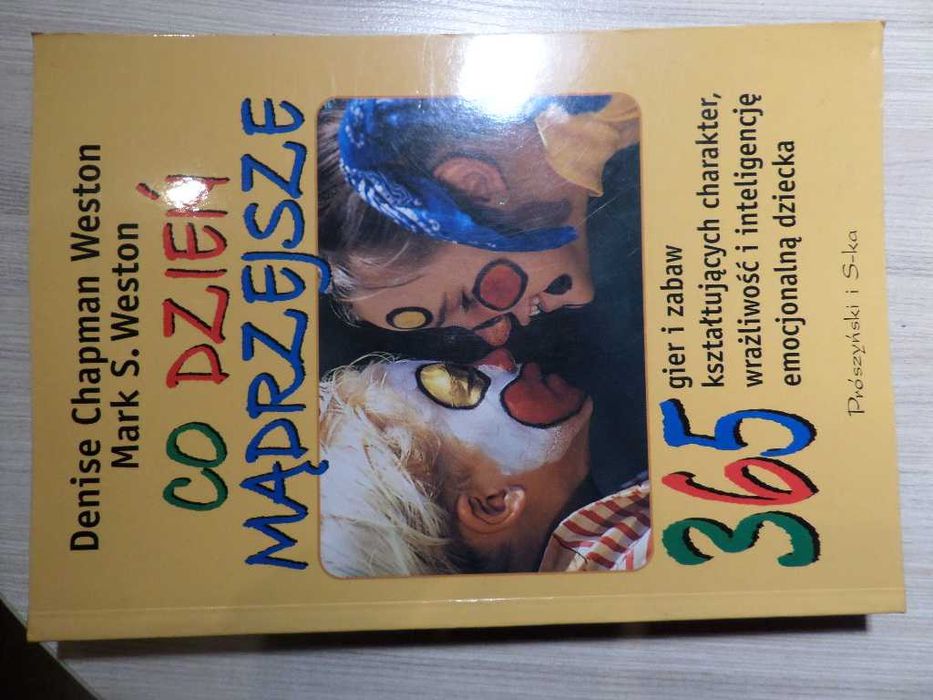 Denise Chapman Weston
Mark S. Weston
CO DZIEŃ
MĄDRZEJSZE
365
gier i zabaw
kształtujących charakter,
wrażliwość i inteligencję
emocjonalną dziecka
Prószyński i S-ka